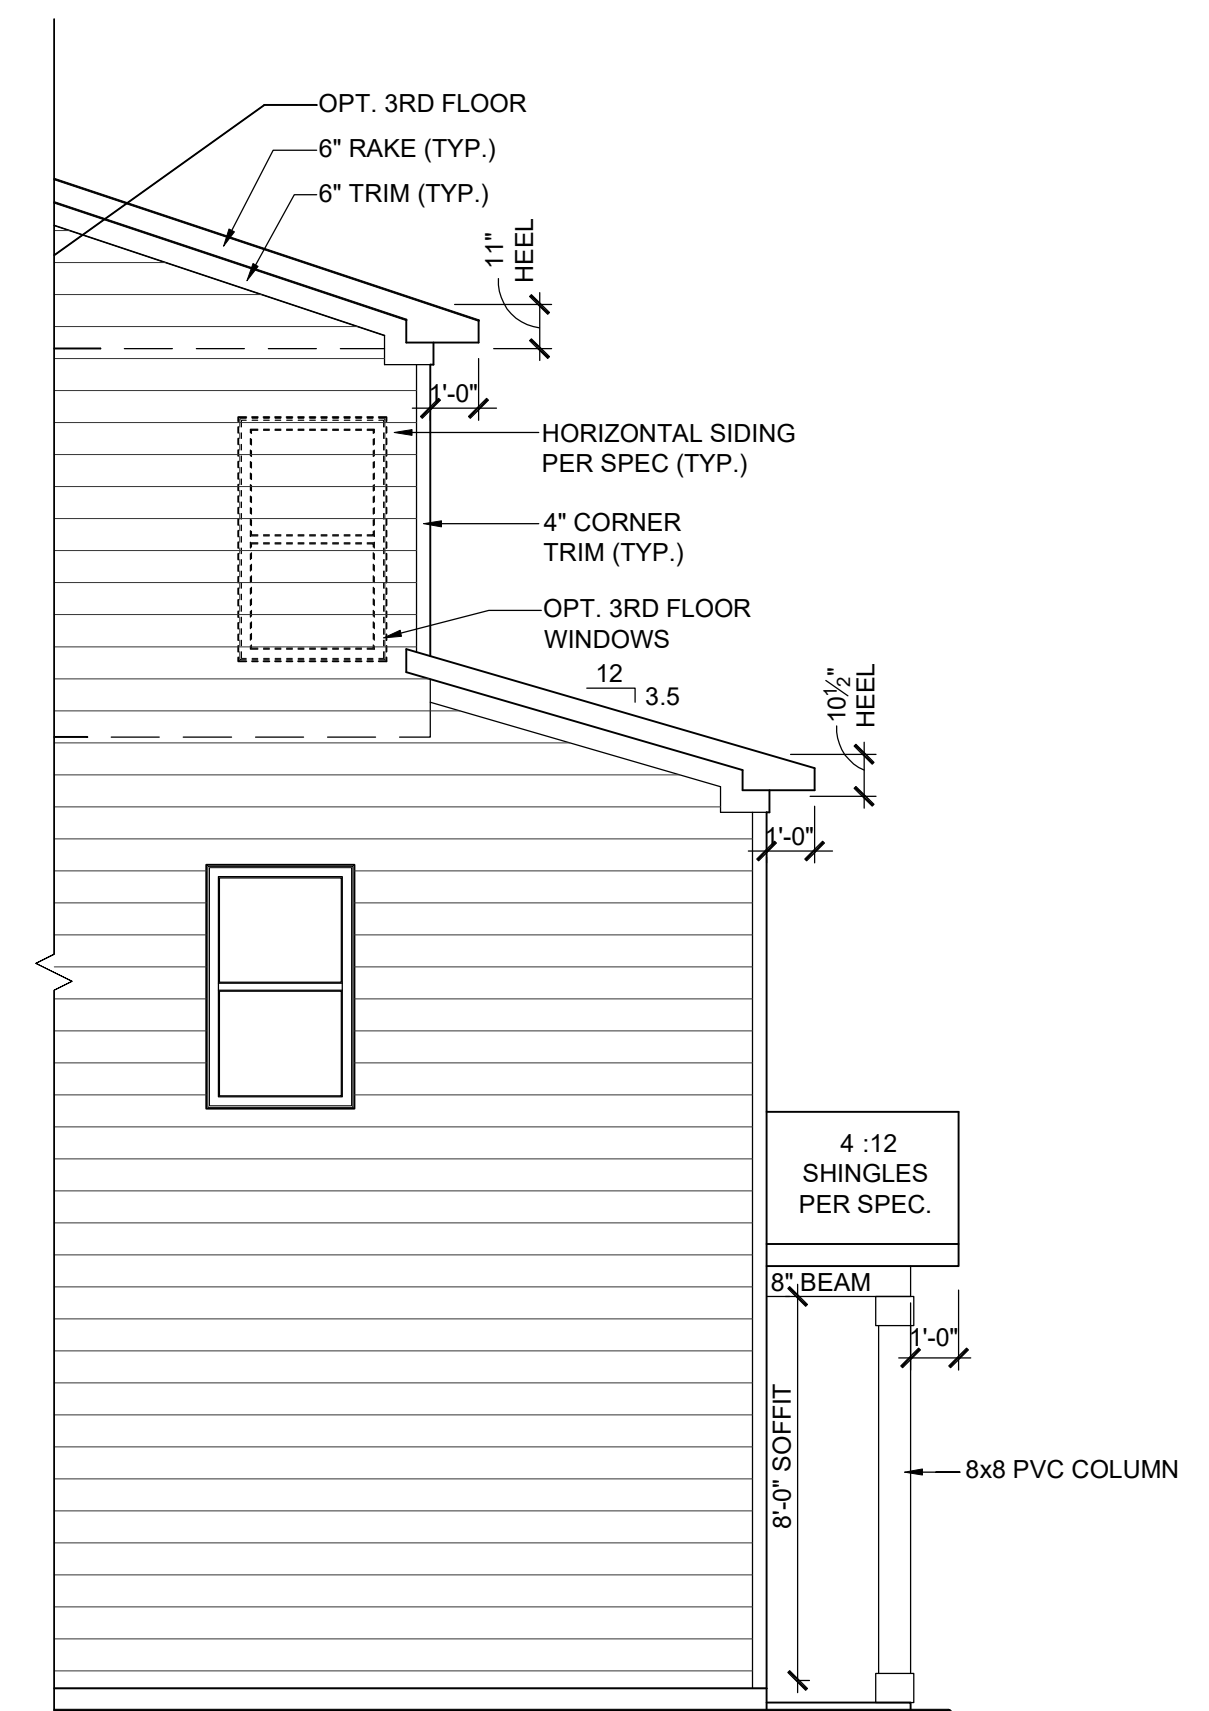 OPT. 3RD FLOOR
6" RAKE (TYP.)
6" TRIM (TYP.)
11"
HEEL
1'-0"
HORIZONTAL SIDING
PER SPEC (TYP.)
4" CORNER
TRIM (TYP.)
OPT. 3RD FLOOR
WINDOWS
12
3.5
10½"
HEEL
1'-0"
4 :12
SHINGLES
PER SPEC.
8" BEAM
1'-0"
8'-0" SOFFIT
8x8 PVC COLUMN